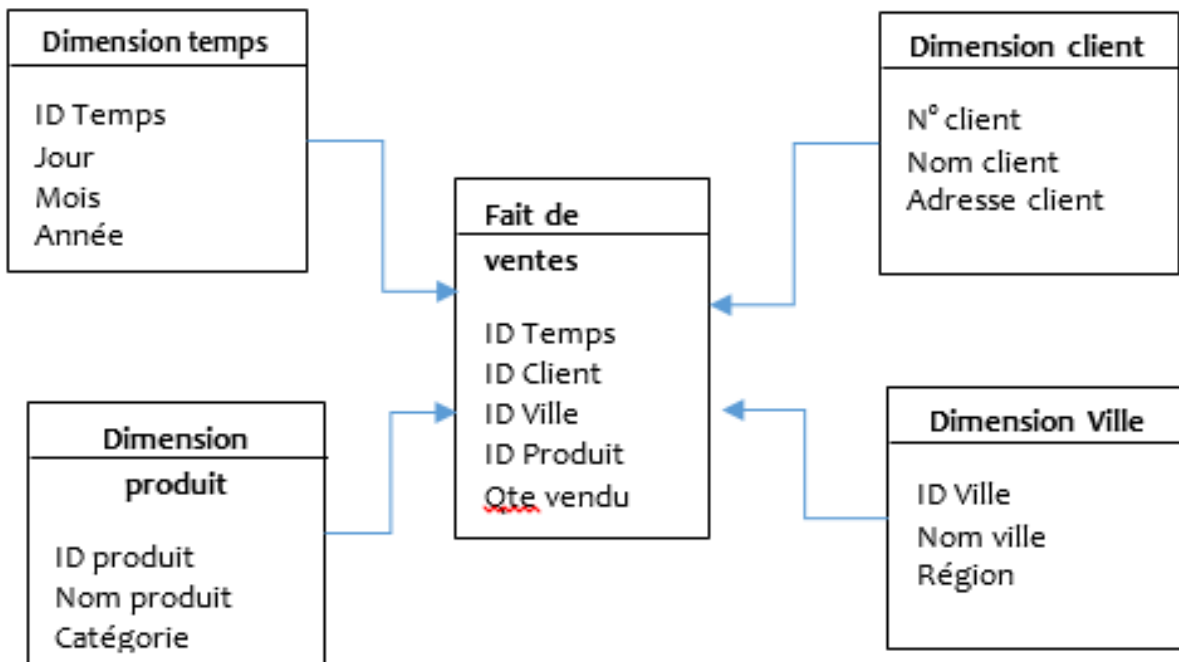 Dimension temps
ID Temps
Jour
Mois
Année
Dimension client
N° client
Nom client
Adresse client
Fait de
ventes
ID Temps
ID Client
ID Ville
ID Produit
Qte vendu
Dimension
produit
ID produit
Nom produit
Catégorie
Dimension Ville
ID Ville
Nom ville
Région